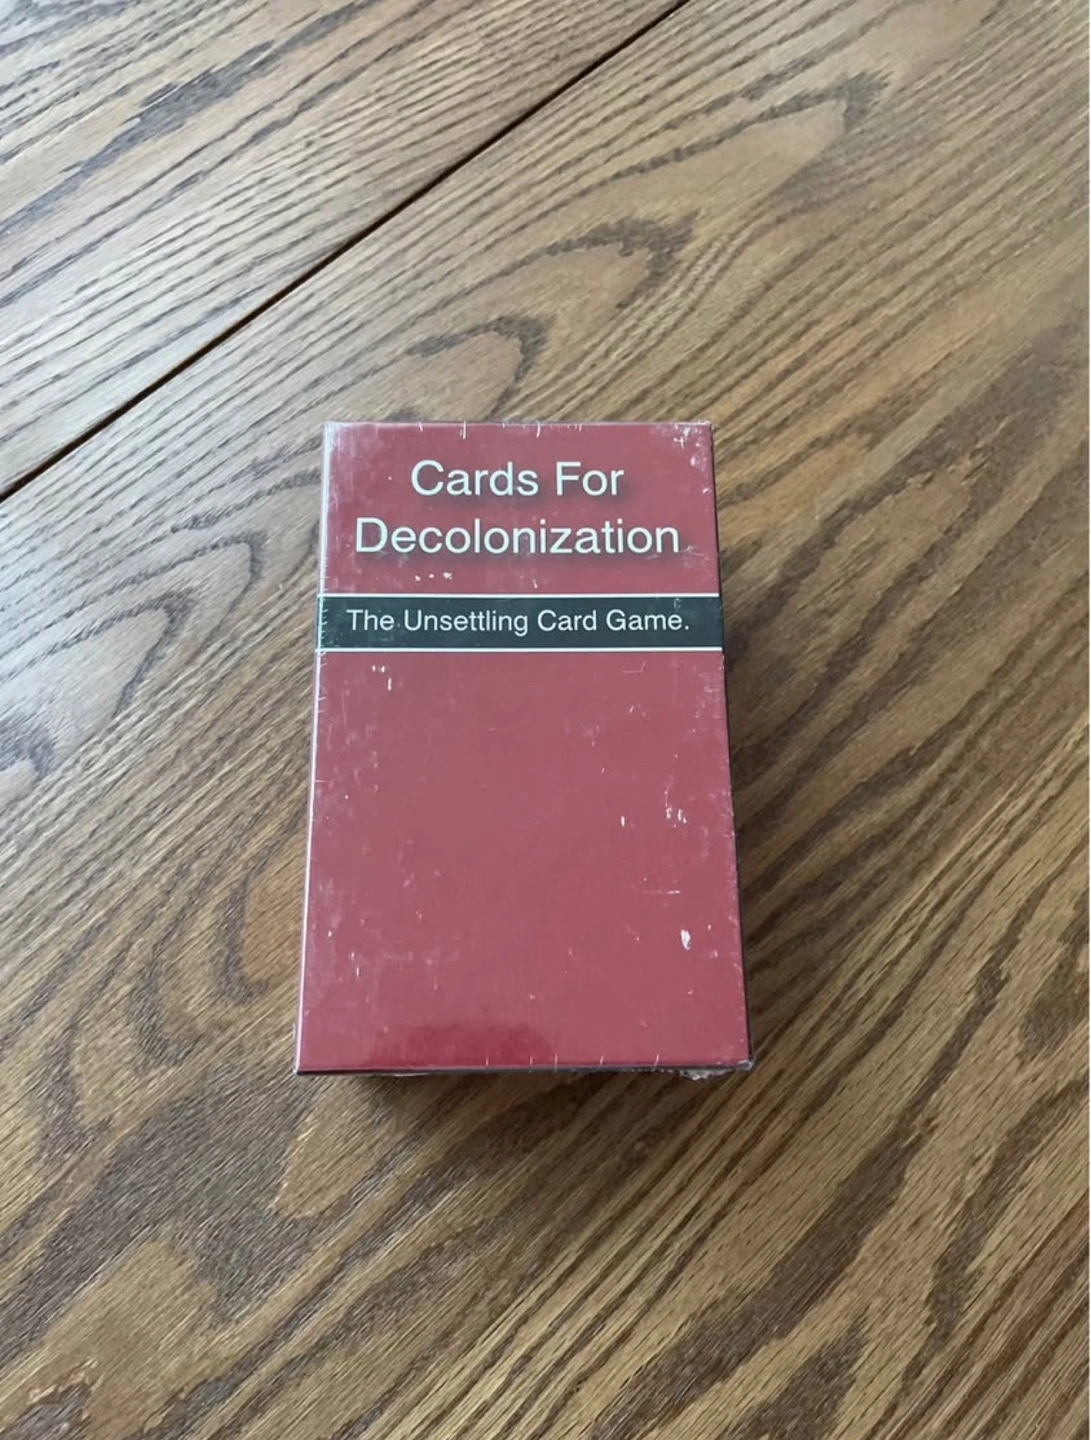 Cards For
Decolonization
The Unsettling Card Game.